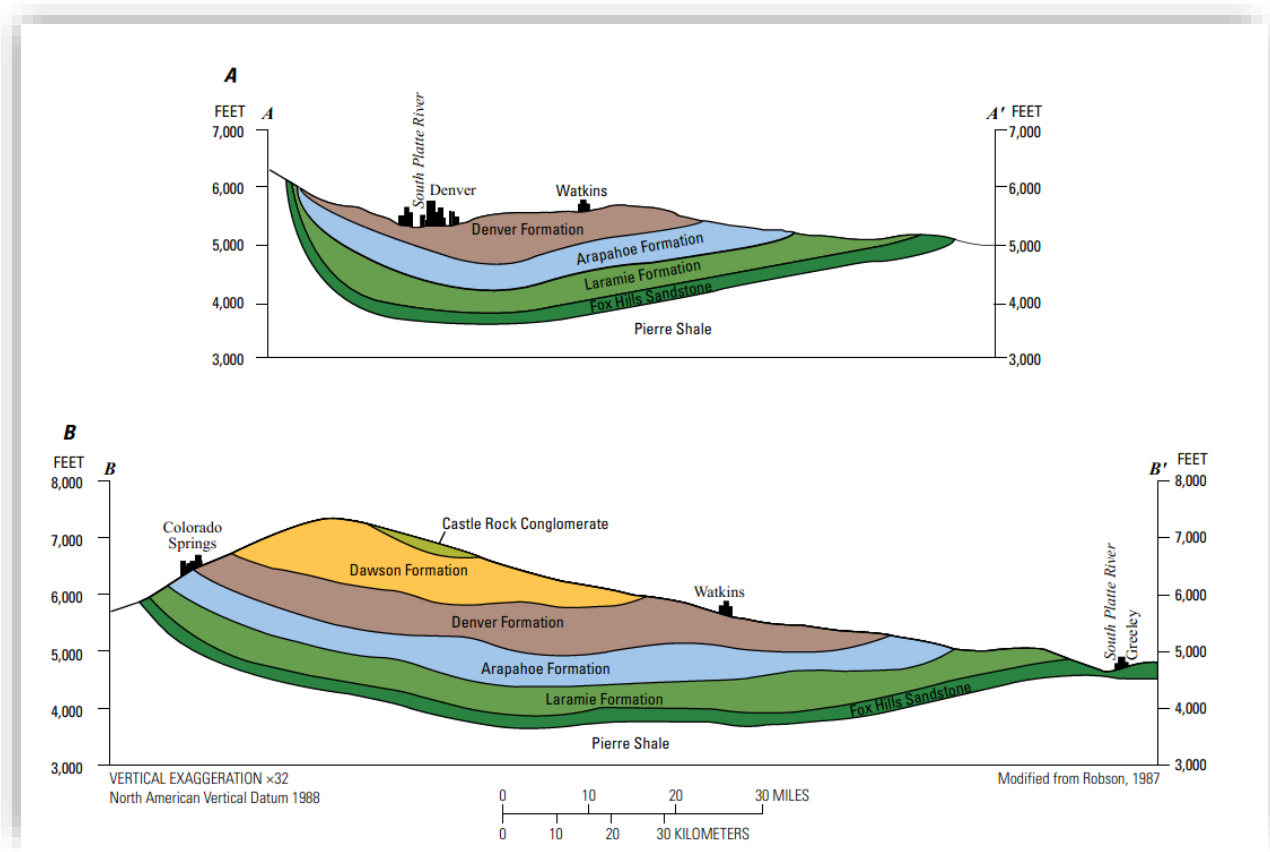 A
FEET A
A' FEET
7,000
7,000
South Platte River
6,000
Denver
Watkins
6,000
Denver Formation
5,000
Arapahoe Formation
5,000
Laramie Formation
4,000
Fox Hills Sandstone
4,000
Pierre Shale
3,000
3,000
B
FEET B
B' FEET
8,000
8,000
Colorado
Springs
Castle Rock Conglomerate
7,000
7,000
Dawson Formation
South Platte River
Greeley
6,000
Watkins
6,000
Denver Formation
5,000
Arapahoe Formation
5,000
Laramie Formation
Fox Hills Sandstone
4,000
4,000
Pierre Shale
3,000
3,000
VERTICAL EXAGGERATION ×32
North American Vertical Datum 1988
Modified from Robson, 1987
0 10 20 30 MILES
0 10 20 30 KILOMETERS